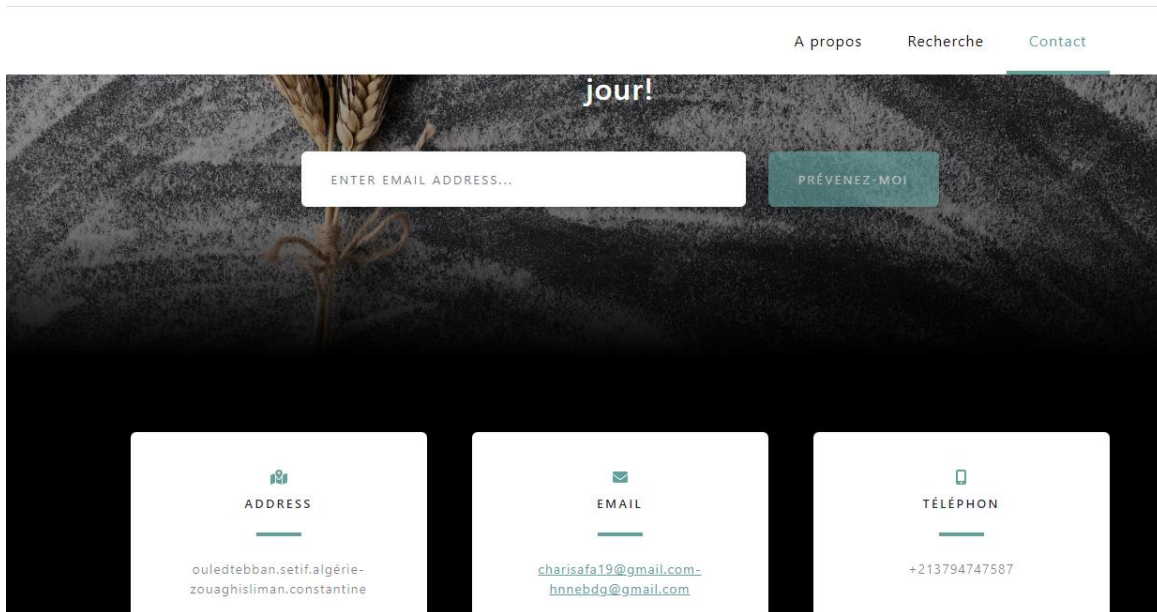 A propos Recherche Contact
jour!
ENTER EMAIL ADDRESS...
PRÉVENEZ-MOI
ADDRESS
ouledtebban.setif.algérie-
zouaghisliman.constantine
EMAIL
charisafa19@gmail.com-
hnnebdg@gmail.com
TÉLÉPHON
+213794747587